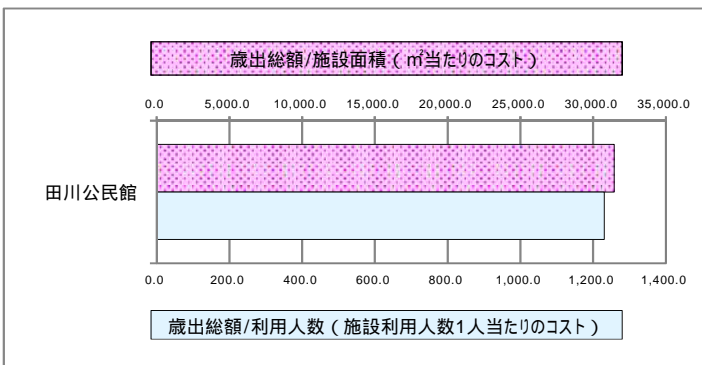 歳出総額/施設面積(㎡当たりのコスト)
0.0 5,000.0 10,000.0 15,000.0 20,000.0 25,000.0 30,000.0 35,000.0
田川公民館
0.0 200.0 400.0 600.0 800.0 1,000.0 1,200.0 1,400.0
歳出総額/利用人数(施設利用人数1人当たりのコスト)